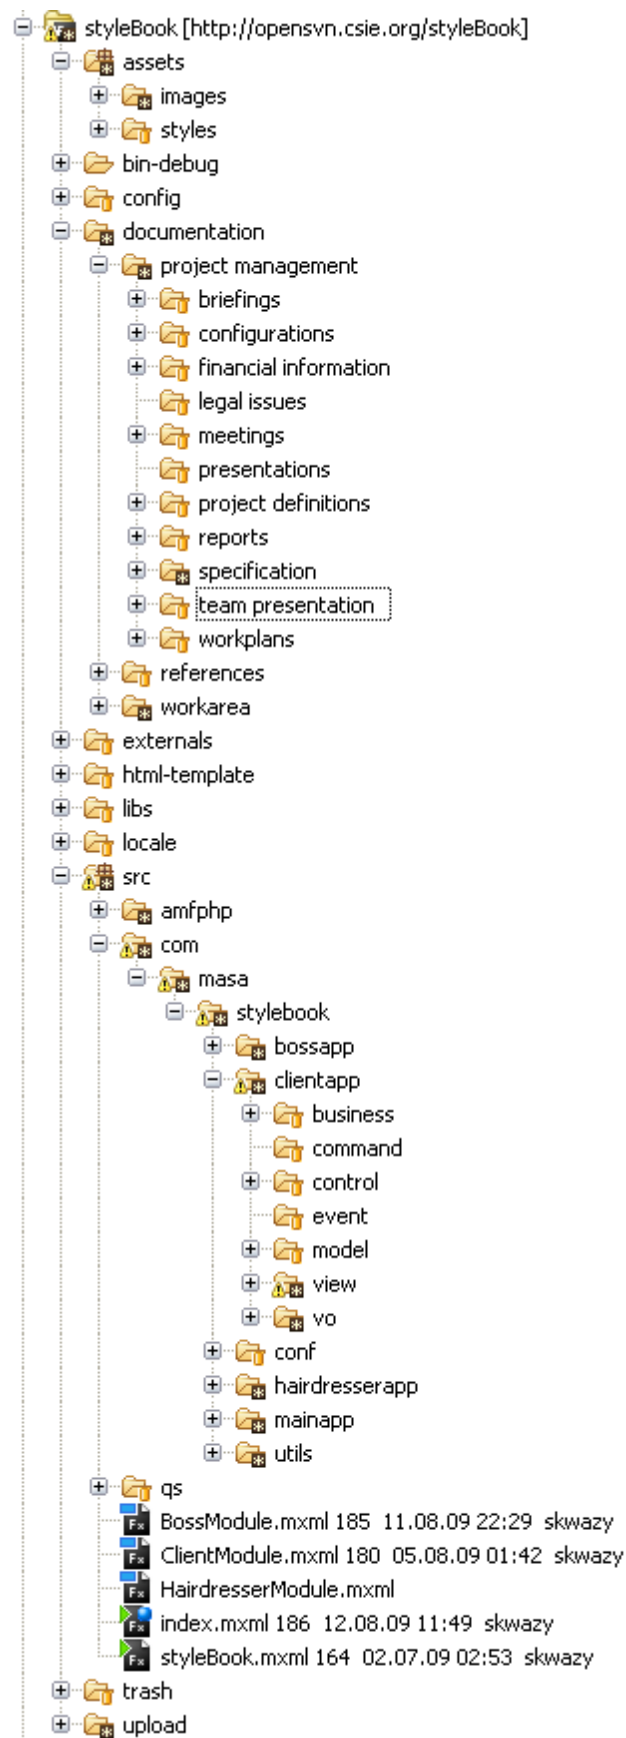 styleBook [http://opensvn.csie.org/styleBook]
assets
images
styles
bin-debug
config
documentation
project management
briefings
configurations
financial information
legal issues
meetings
presentations
project definitions
reports
specification
team presentation
workplans
references
workarea
externals
html-template
libs
locale
src
amfphp
com
masa
stylebook
bossapp
clientapp
business
command
control
event
model
view
vo
conf
hairdresserapp
mainapp
utils
qs
BossModule.mxml 185 11.08.09 22:29 skwazy
ClientModule.mxml 180 05.08.09 01:42 skwazy
HairdresserModule.mxml
index.mxml 186 12.08.09 11:49 skwazy
styleBook.mxml 164 02.07.09 02:53 skwazy
trash
upload